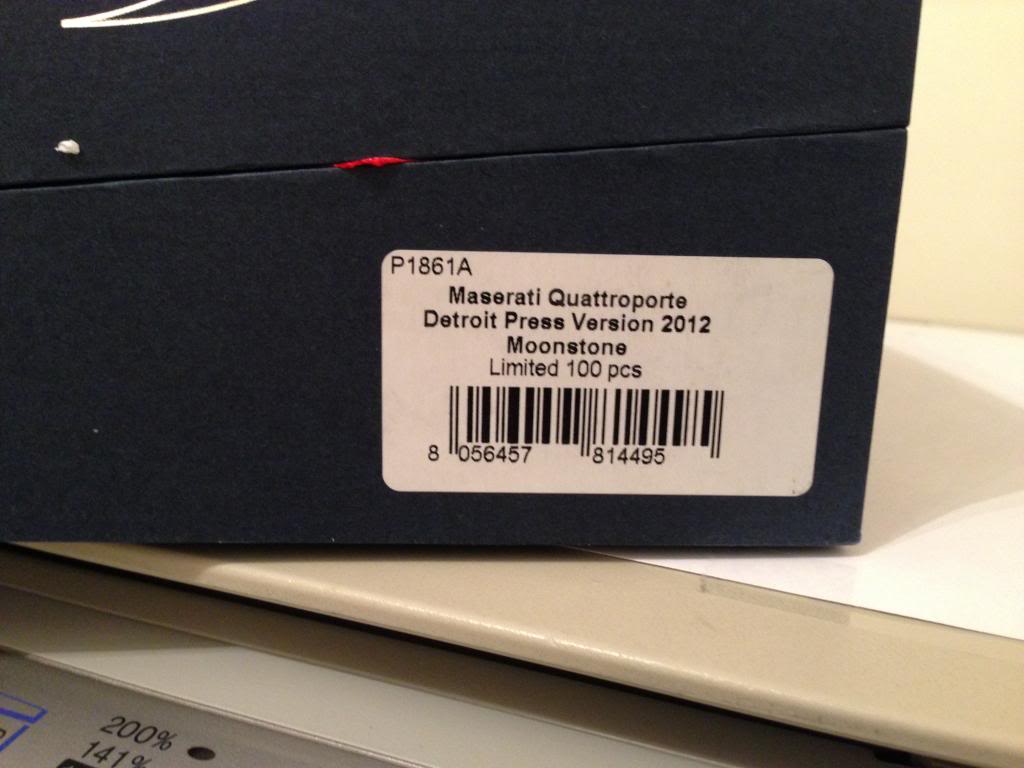 P1861A
Maserati Quattroporte
Detroit Press Version 2012
Moonstone
Limited 100 pcs
8 056457 814495
200%
141%